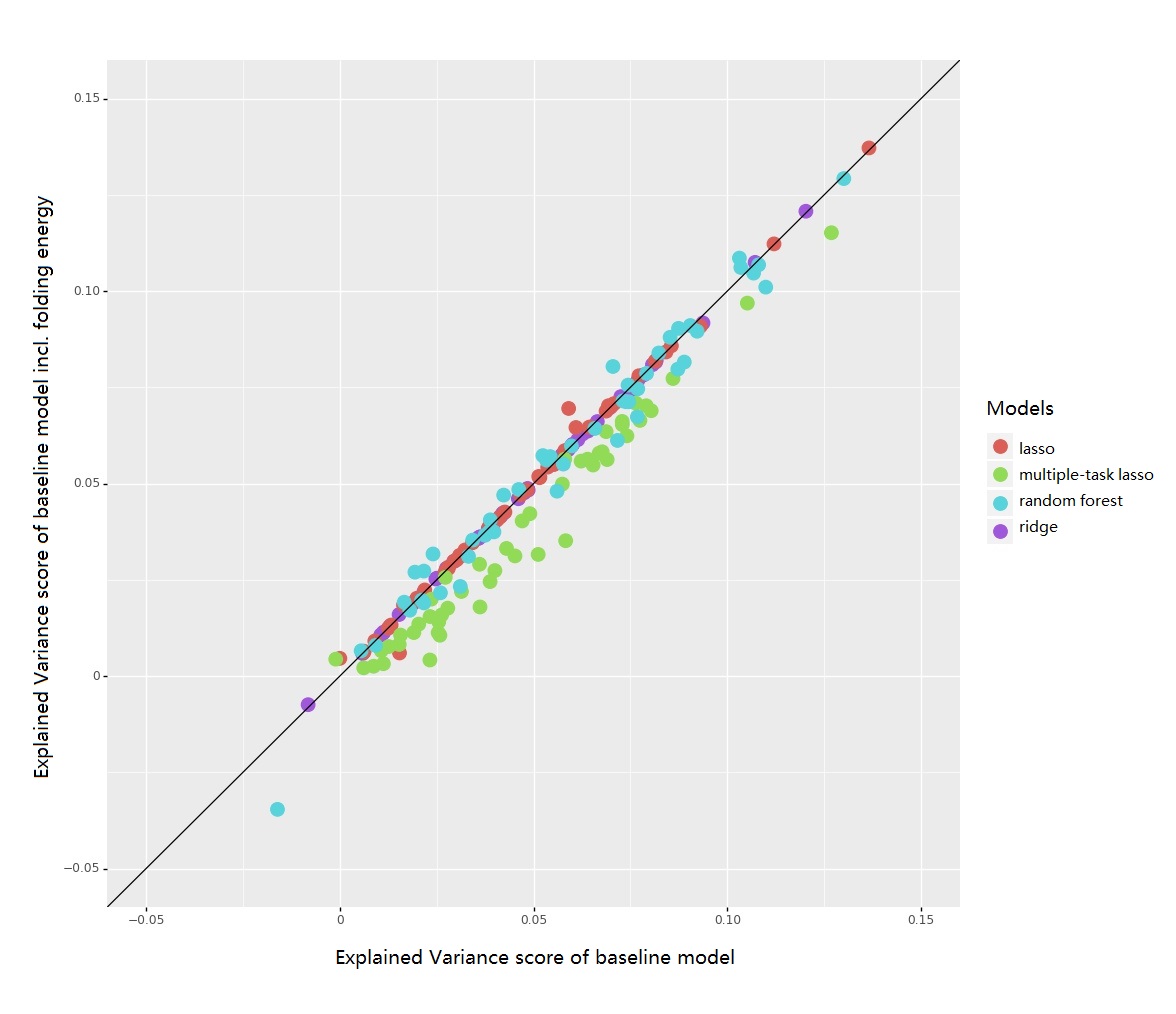 Explained Variance score of baseline model incl. folding energy
0.15
0.10
0.05
0
−0.05
−0.05
0
0.05
0.10
0.15
Explained Variance score of baseline model
Models
lasso
multiple-task lasso
random forest
ridge